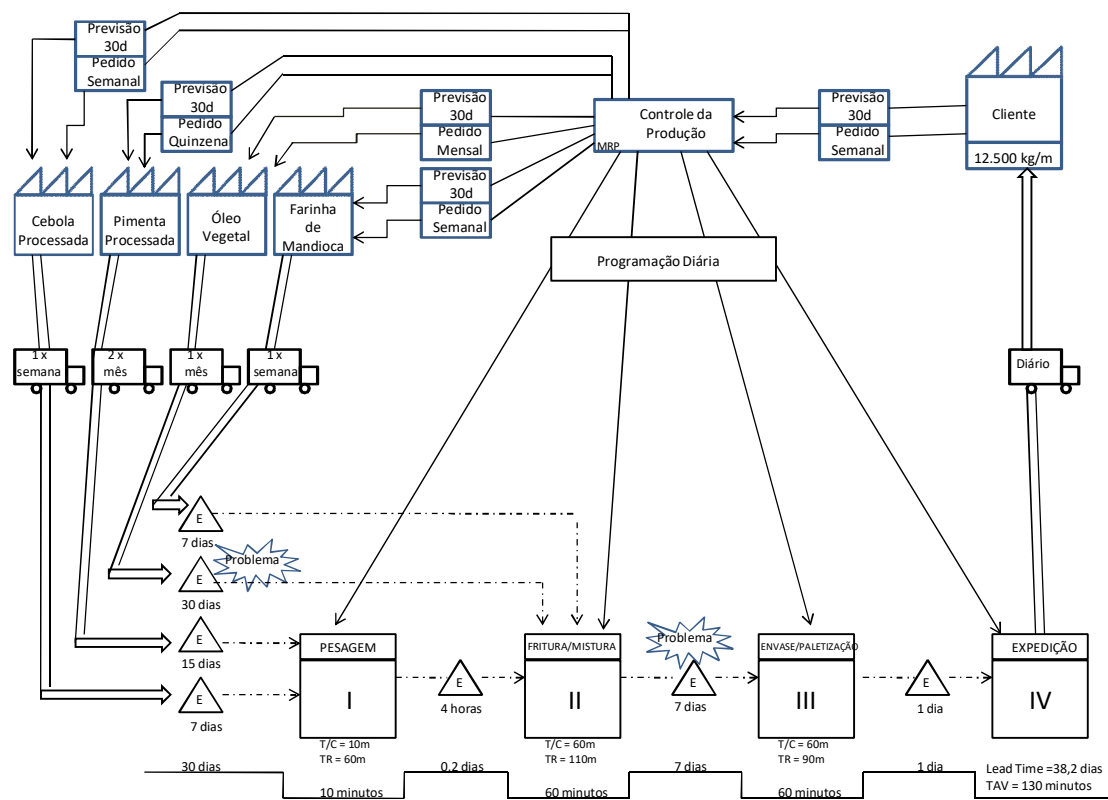 Previsão
30d
Pedido
Semanal
Previsão
30d
Pedido
Quinzena
Previsão
30d
Pedido
Mensal
Previsão
30d
Pedido
Semanal
Controle da
Produção
MRP
Previsão
30d
Pedido
Semanal
Cliente
12.500 kg/m
Cebola
Processada
Pimenta
Processada
Óleo
Vegetal
Farinha
de
Mandioca
Programação Diária
1 x
semana
2 x
mês
1 x
mês
1 x
semana
Diário
E
7 dias
Problema
E
30 dias
E
15 dias
E
7 dias
PESAGEM
I
T/C = 10m
TR = 60m
E
4 horas
FRITURA/MISTURA
II
T/C = 60m
TR = 110m
Problema
E
7 dias
ENVASE/PALETIZAÇÃO
III
T/C = 60m
TR = 90m
E
1 dia
EXPEDIÇÃO
IV
30 dias
10 minutos
0,2 dias
60 minutos
7 dias
60 minutos
1 dia
Lead Time =38,2 dias
TAV = 130 minutos